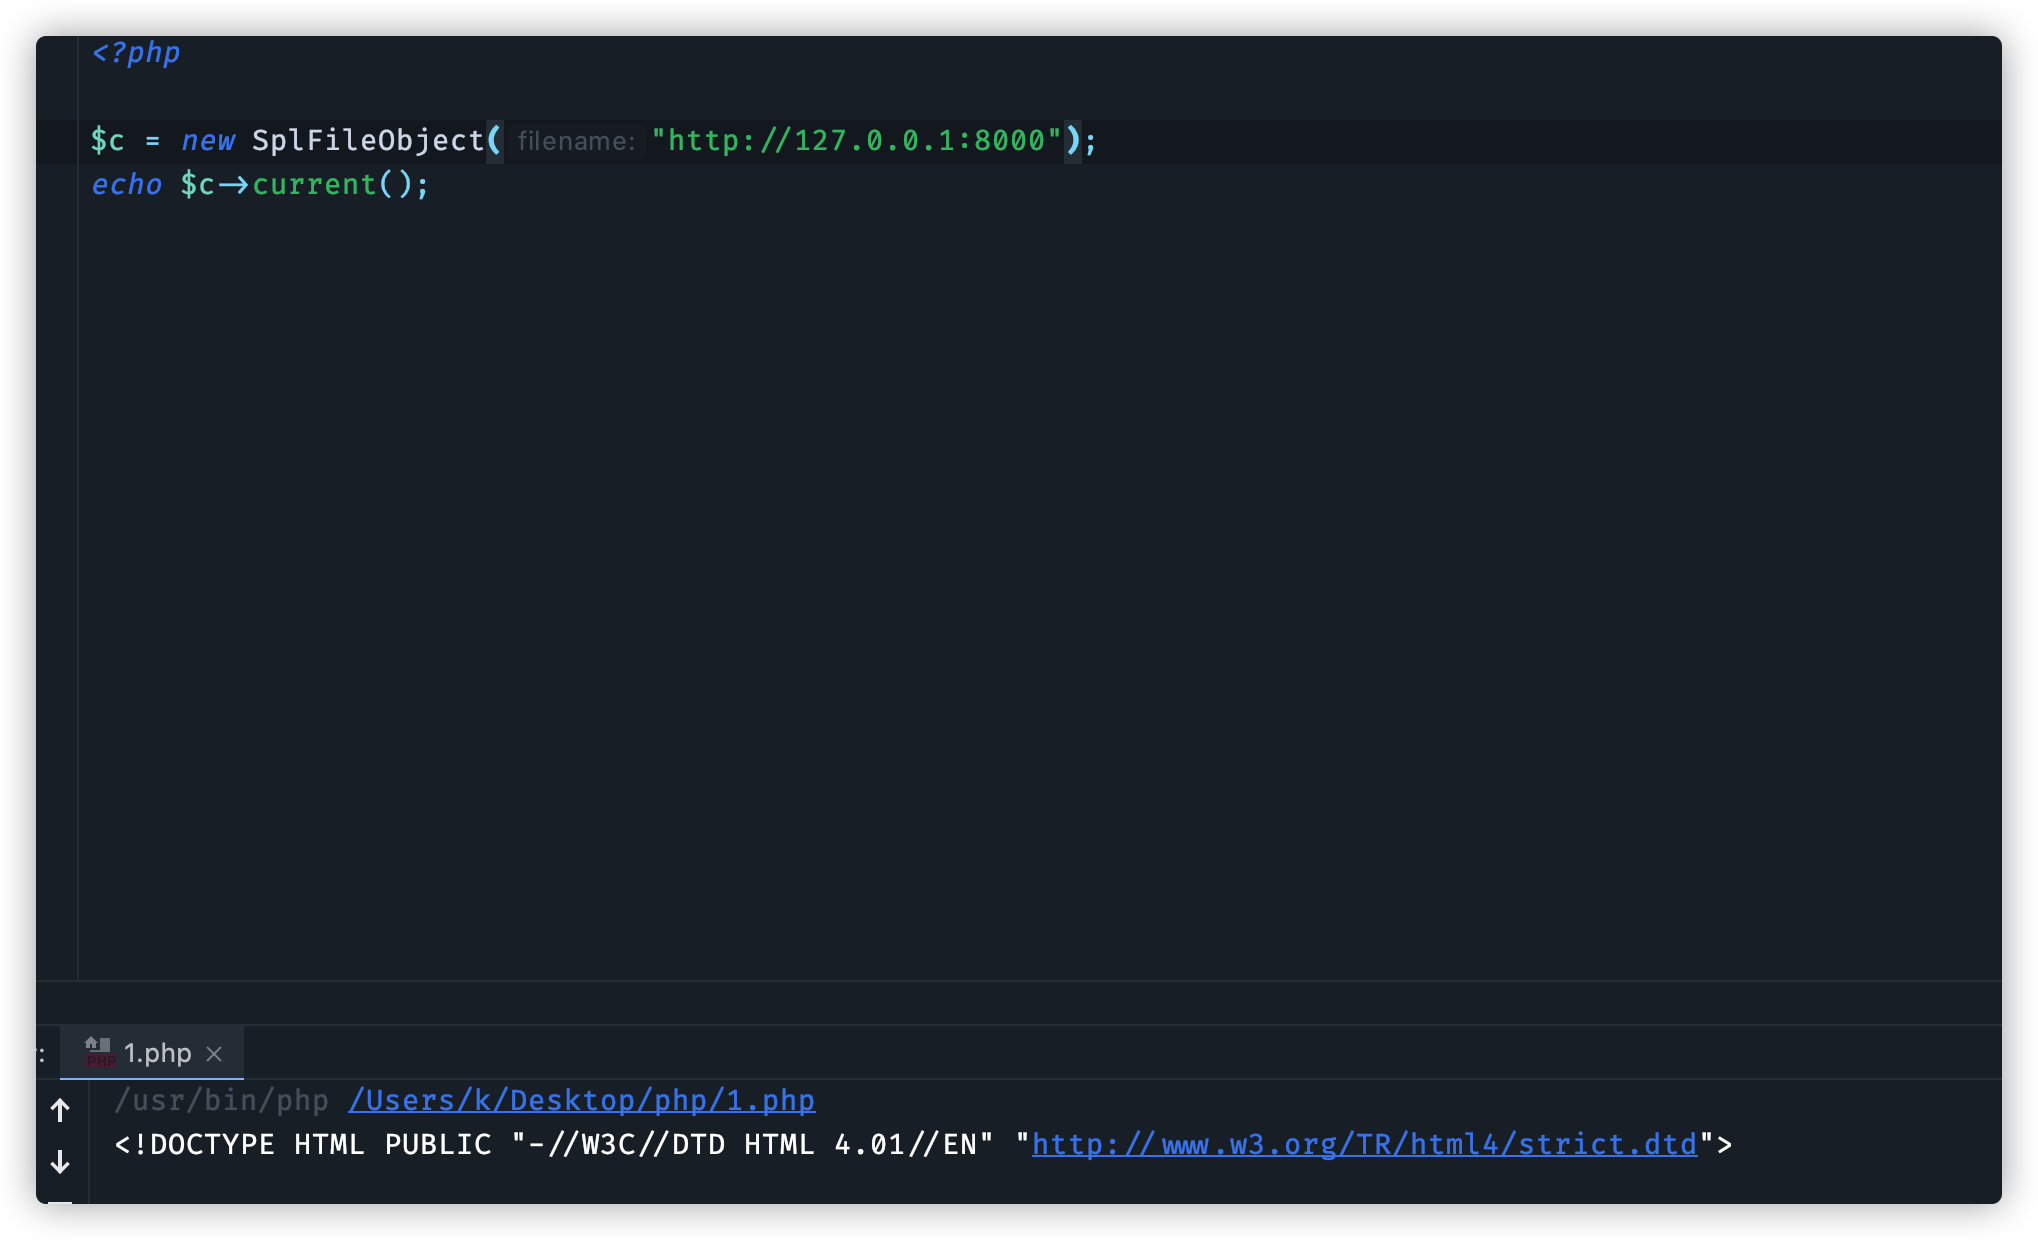 <?php
$c = new SplFileObject( filename: "http://127.0.0.1:8000");
echo $c->current();
: 1.php ×
/usr/bin/php /Users/k/Desktop/php/1.php
<!DOCTYPE HTML PUBLIC "-//W3C//DTD HTML 4.01//EN" "http://www.w3.org/TR/html4/strict.dtd">